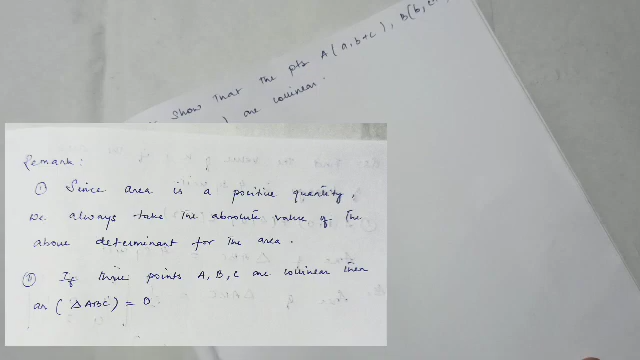 show that the pts A(a, b+c), B(b, c
) are collinear.
Remark:
① Since area is a positive quantity,
we always take the absolute value of the
above determinant for the area.
② If three points A, B, C are collinear then
ar (△ABC) = 0